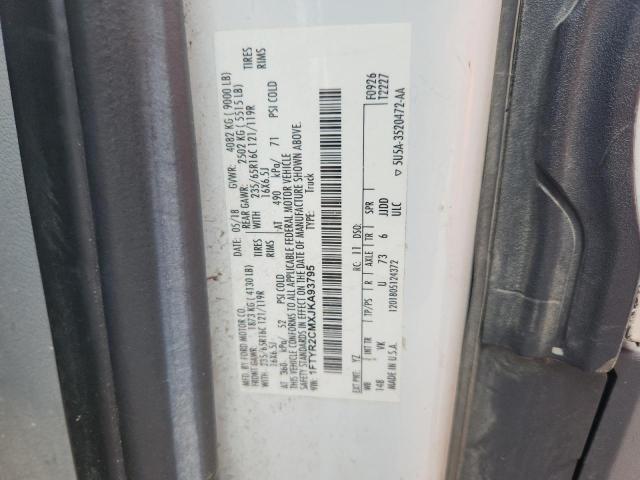 MFD. BY FORD MOTOR CO.
DATE: 05/18 GVWR: 4082 KG ( 9000 LB)
FRONT GAWR: 1873 KG ( 4130 LB) REAR GAWR: 2502 KG ( 5515 LB)
WITH 235/65R16C 121/119R TIRES WITH 235/65R16C 121/119R TIRES
16X6.5J RIMS 16X6.5J RIMS
AT 360 kPa/ 52 PSI COLD AT 490 kPa/ 71 PSI COLD
THIS VEHICLE CONFORMS TO ALL APPLICABLE FEDERAL MOTOR VEHICLE
SAFETY STANDARDS IN EFFECT ON THE DATE OF MANUFACTURE SHOWN ABOVE.
VIN: 1FTYR2CMXJKA93795 TYPE: Truck
F0926
T2227
EXT PNT: YZ RC: 11 DSO:
WB INT TR TP/PS R AXLE TR SPR
148 VK U 73 6 JJDD
ULC
MADE IN U.S.A. 1201805124372 5U5A-3520472-AA